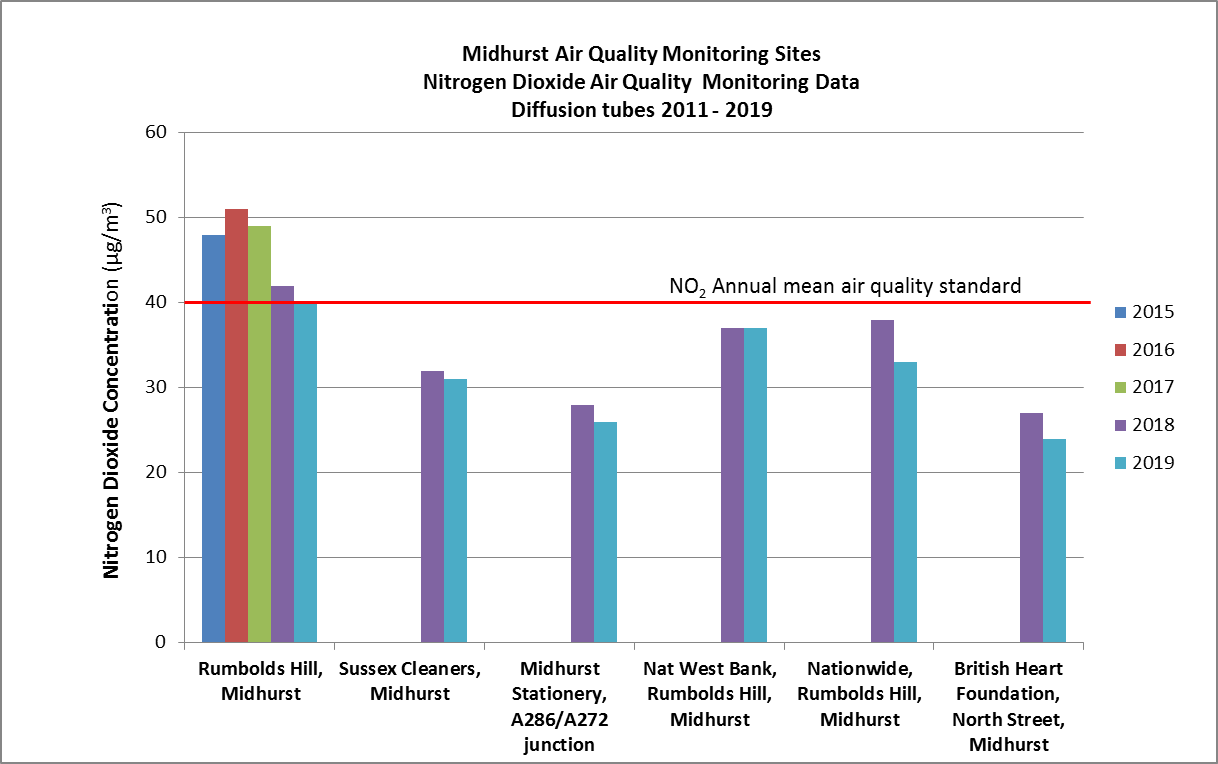 Midhurst Air Quality Monitoring Sites
Nitrogen Dioxide Air Quality  Monitoring Data
Diffusion tubes 2011 - 2019
Nitrogen Dioxide Concentration (µg/m³)
60
50
40
30
20
10
0
NO₂ Annual mean air quality standard
2015
2016
2017
2018
2019
Rumbolds Hill,
Midhurst
Sussex Cleaners,
Midhurst
Midhurst
Stationery,
A286/A272
junction
Nat West Bank,
Rumbolds Hill,
Midhurst
Nationwide,
Rumbolds Hill,
Midhurst
British Heart
Foundation,
North Street,
Midhurst